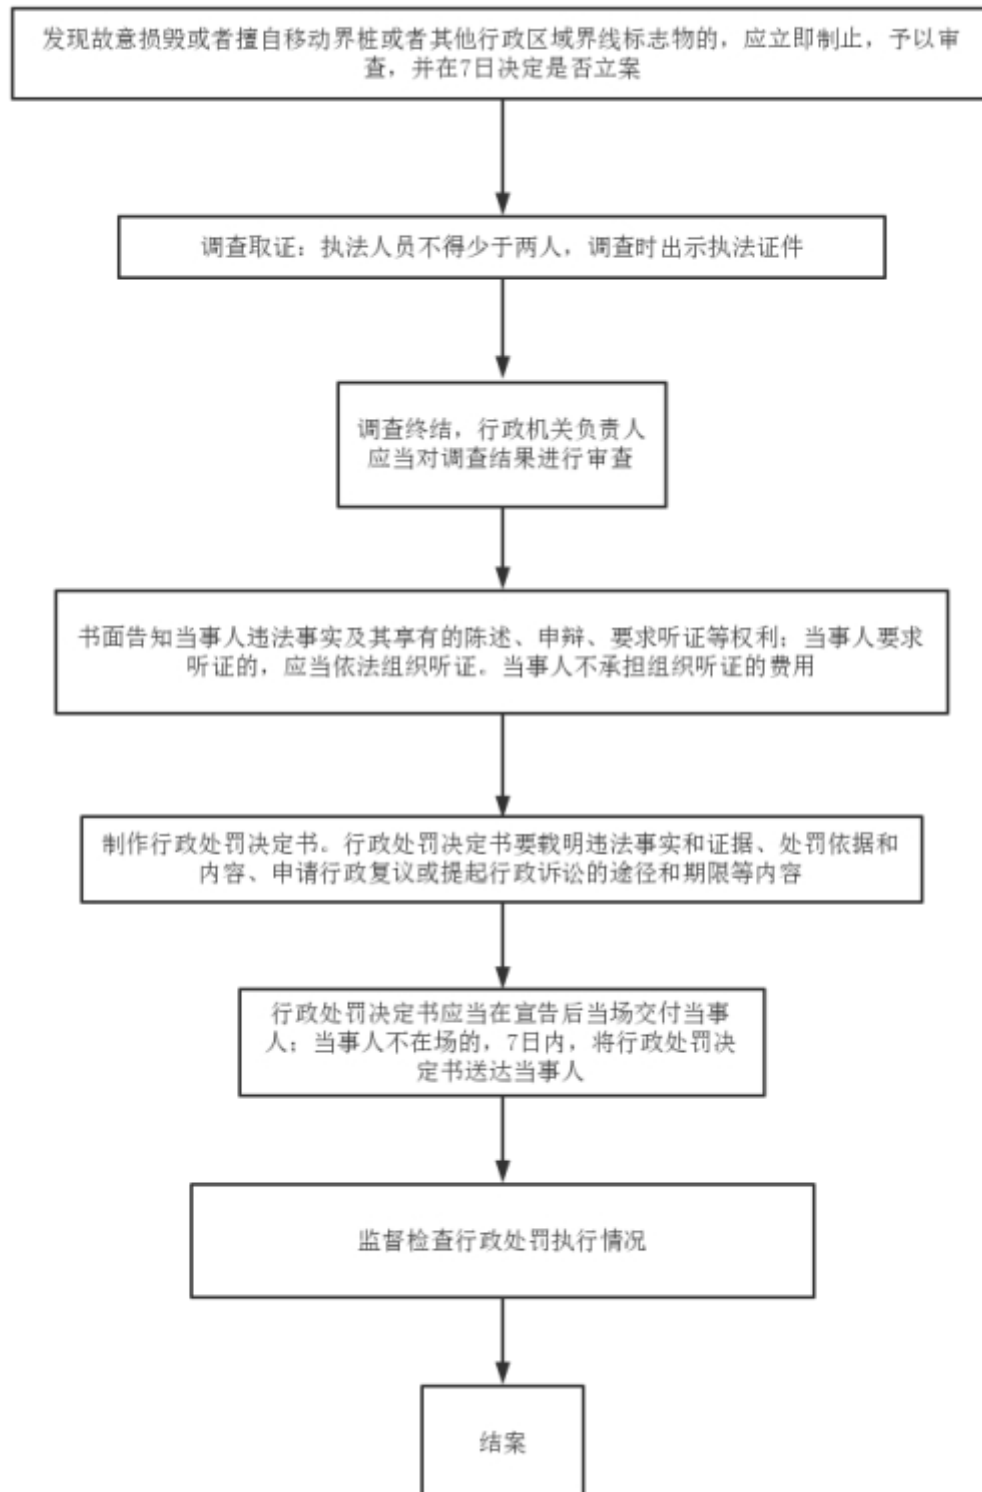 发现故意损毁或者擅自移动界桩或者其他行政区域界线标志物的，应立即制止，予以审
查，并在7日决定是否立案
调查取证：执法人员不得少于两人，调查时出示执法证件
调查终结，行政机关负责人
应当对调查结果进行审查
书面告知当事人违法事实及其享有的陈述、申辩、要求听证等权利；当事人要求
听证的，应当依法组织听证。当事人不承担组织听证的费用
制作行政处罚决定书。行政处罚决定书要载明违法事实和证据、处罚依据和
内容、申请行政复议或提起行政诉讼的途径和期限等内容
行政处罚决定书应当在宣告后当场交付当事
人；当事人不在场的，7日内，将行政处罚决
定书送达当事人
监督检查行政处罚执行情况
结案